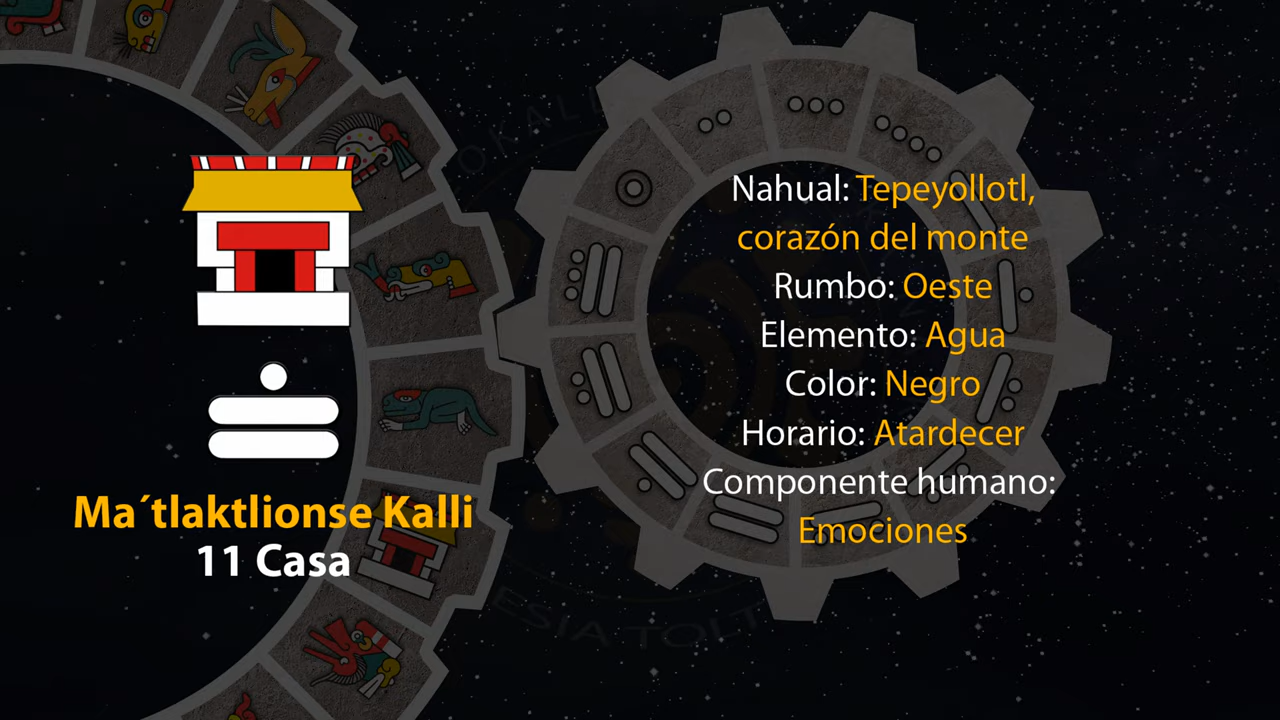 Ma´tlaktlionse Kalli
11 Casa
Nahual: Tepeyollotl,
corazón del monte
Rumbo: Oeste
Elemento: Agua
Color: Negro
Horario: Atardecer
Componente humano:
Emociones